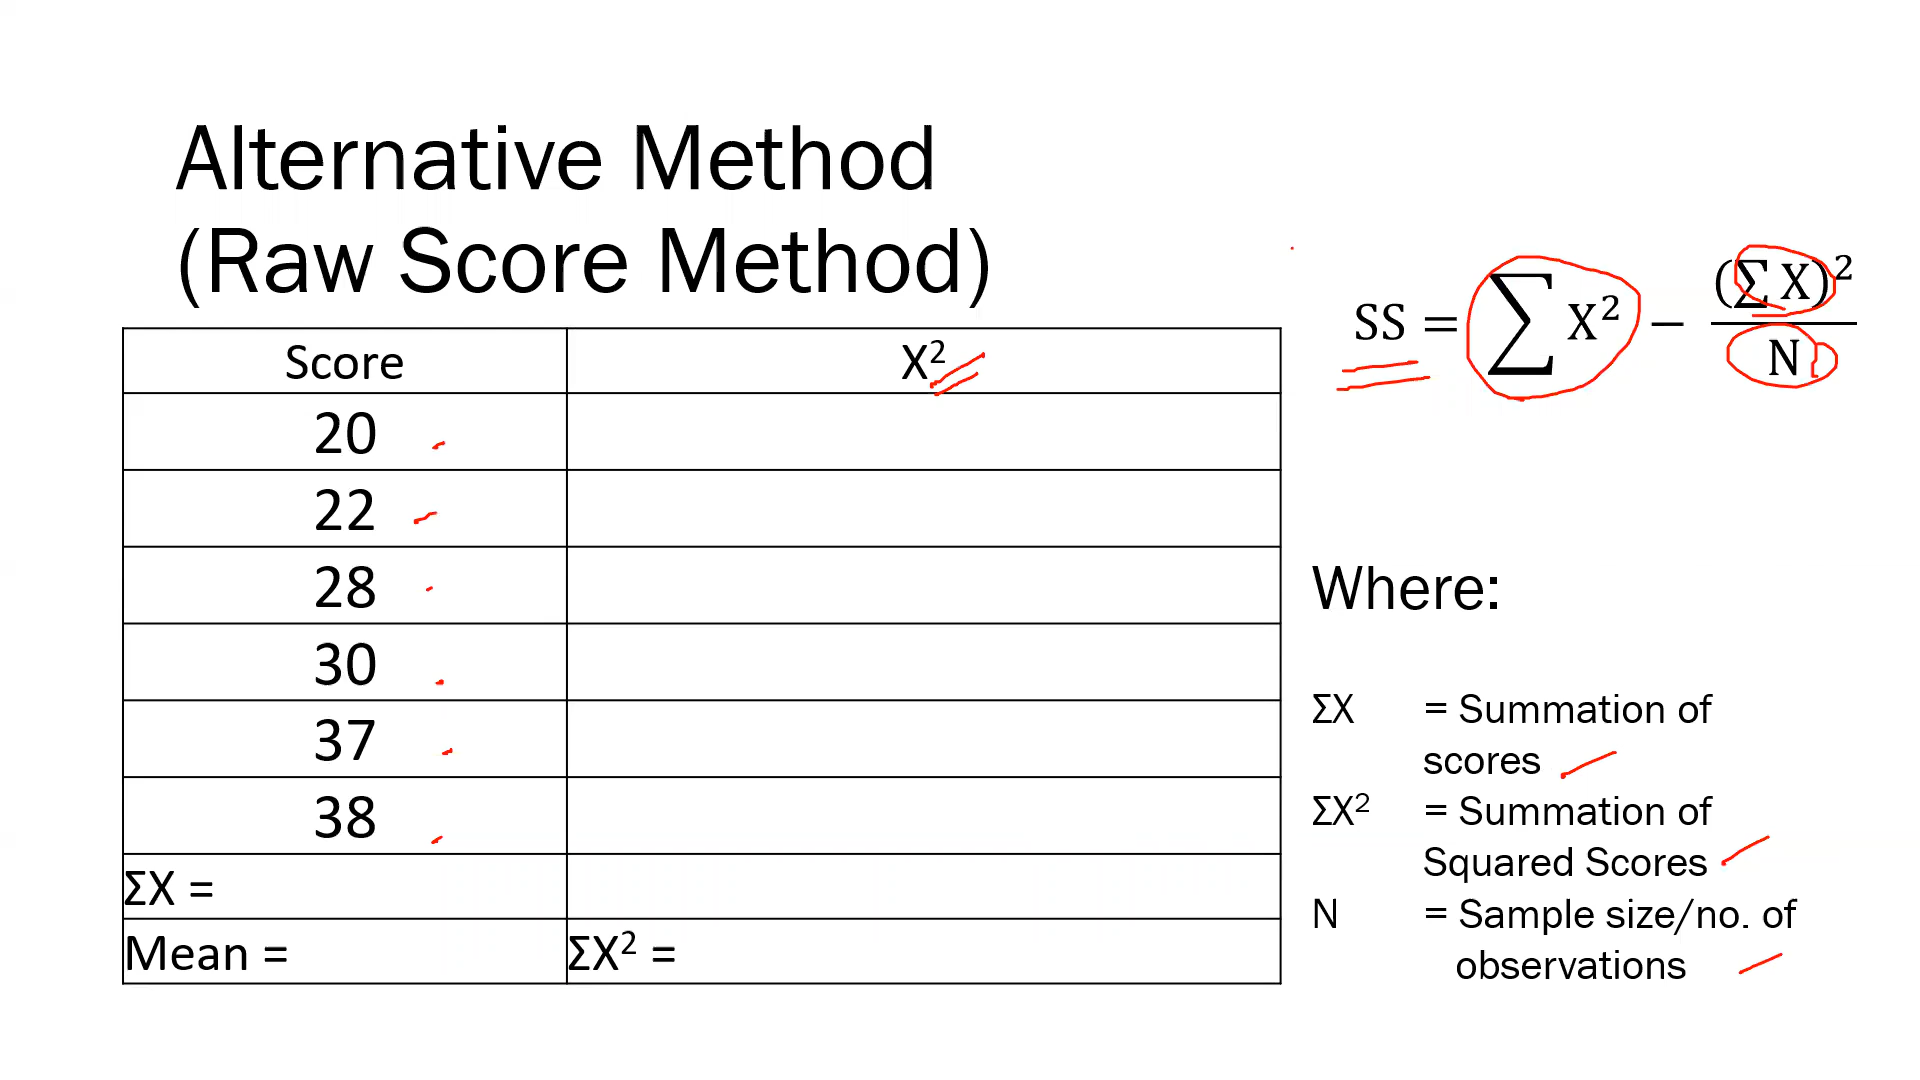 Alternative Method
(Raw Score Method)
SS = ∑ X² − (∑ X)² / N
Score X²
20
22
28
30
37
38
ΣX =
Mean = ΣX² =
Where:
ΣX = Summation of
scores
ΣX² = Summation of
Squared Scores
N = Sample size/no. of
observations